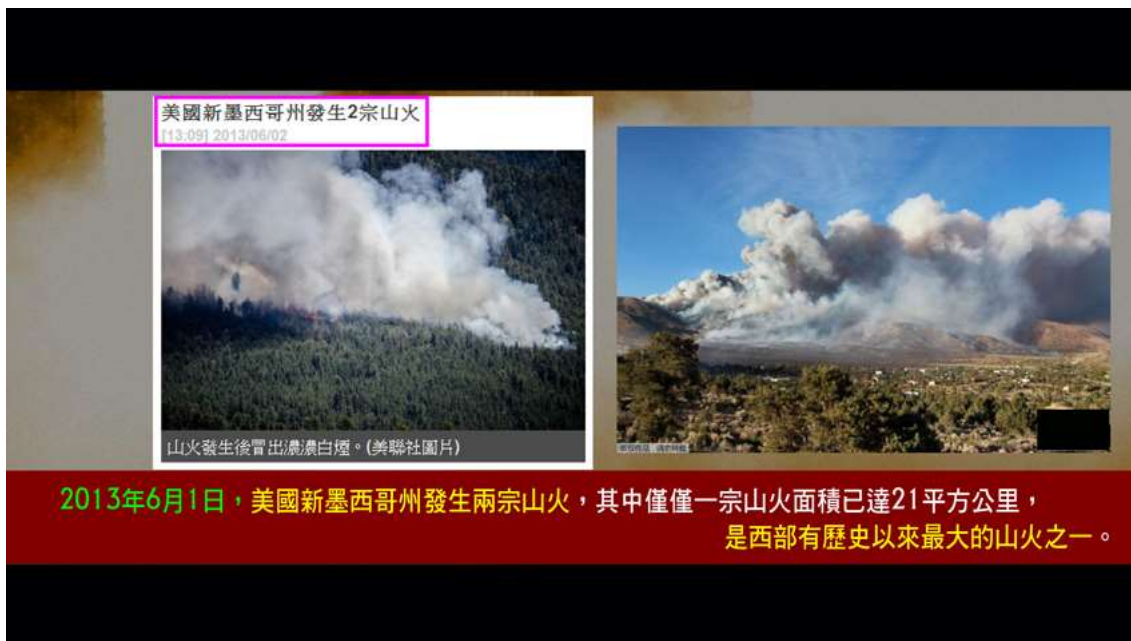 美國新墨西哥州發生2宗山火
[13:09] 2013/06/02
山火發生後冒出濃濃白煙。(美聯社圖片)
2013年6月1日，美國新墨西哥州發生兩宗山火，其中僅僅一宗山火面積已達21平方公里，
是西部有歷史以來最大的山火之一。